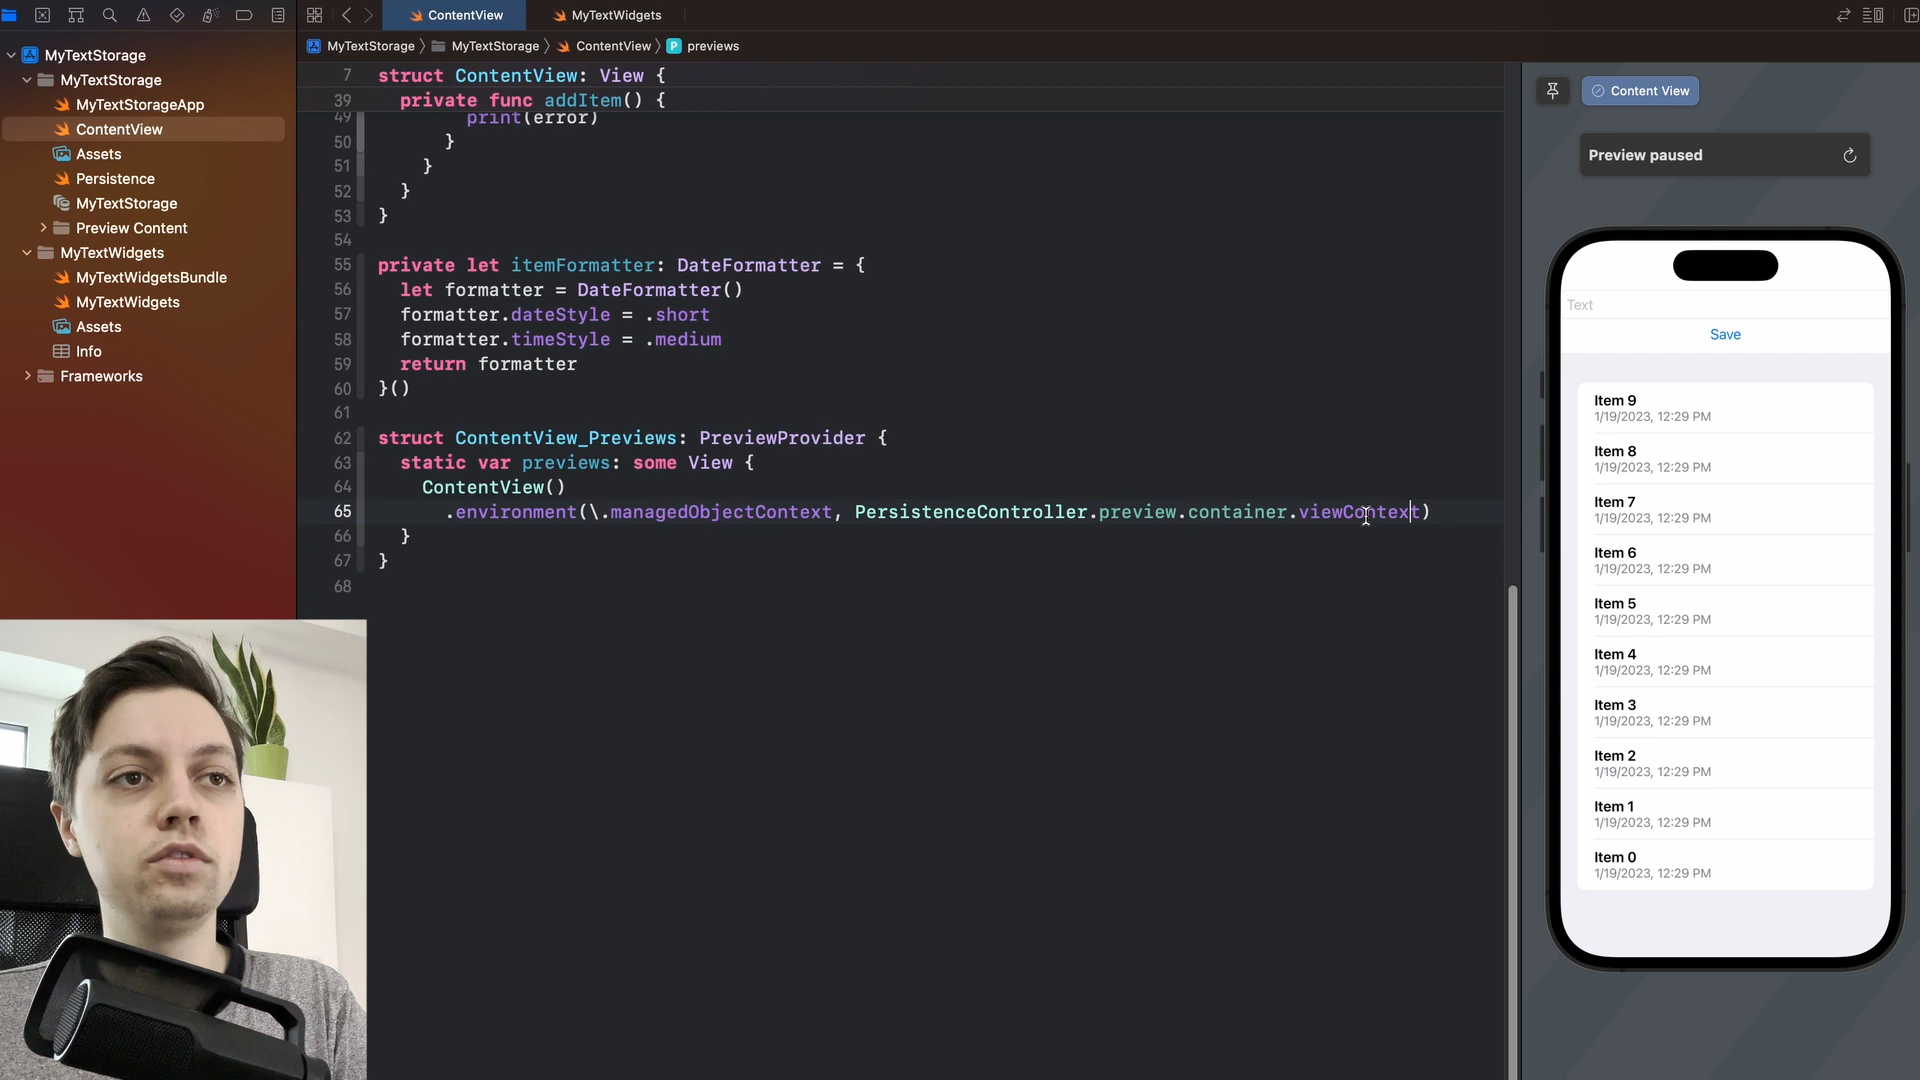 ContentView
MyTextWidgets
MyTextStorage
MyTextStorage
MyTextStorageApp
ContentView
Assets
Persistence
MyTextStorage
Preview Content
MyTextWidgets
MyTextWidgetsBundle
MyTextWidgets
Assets
Info
Frameworks
MyTextStorage 〉 MyTextStorage 〉 ContentView 〉 P previews
7 struct ContentView: View {
39 private func addItem() {
49 print(error)
50 }
51 }
52 }
53 }
54
55 private let itemFormatter: DateFormatter = {
56 let formatter = DateFormatter()
57 formatter.dateStyle = .short
58 formatter.timeStyle = .medium
59 return formatter
60 }()
61
62 struct ContentView_Previews: PreviewProvider {
63 static var previews: some View {
64 ContentView()
65 .environment(\.managedObjectContext, PersistenceController.preview.container.viewContext)
66 }
67 }
68
Content View
Preview paused
Text
Save
Item 9
1/19/2023, 12:29 PM
Item 8
1/19/2023, 12:29 PM
Item 7
1/19/2023, 12:29 PM
Item 6
1/19/2023, 12:29 PM
Item 5
1/19/2023, 12:29 PM
Item 4
1/19/2023, 12:29 PM
Item 3
1/19/2023, 12:29 PM
Item 2
1/19/2023, 12:29 PM
Item 1
1/19/2023, 12:29 PM
Item 0
1/19/2023, 12:29 PM